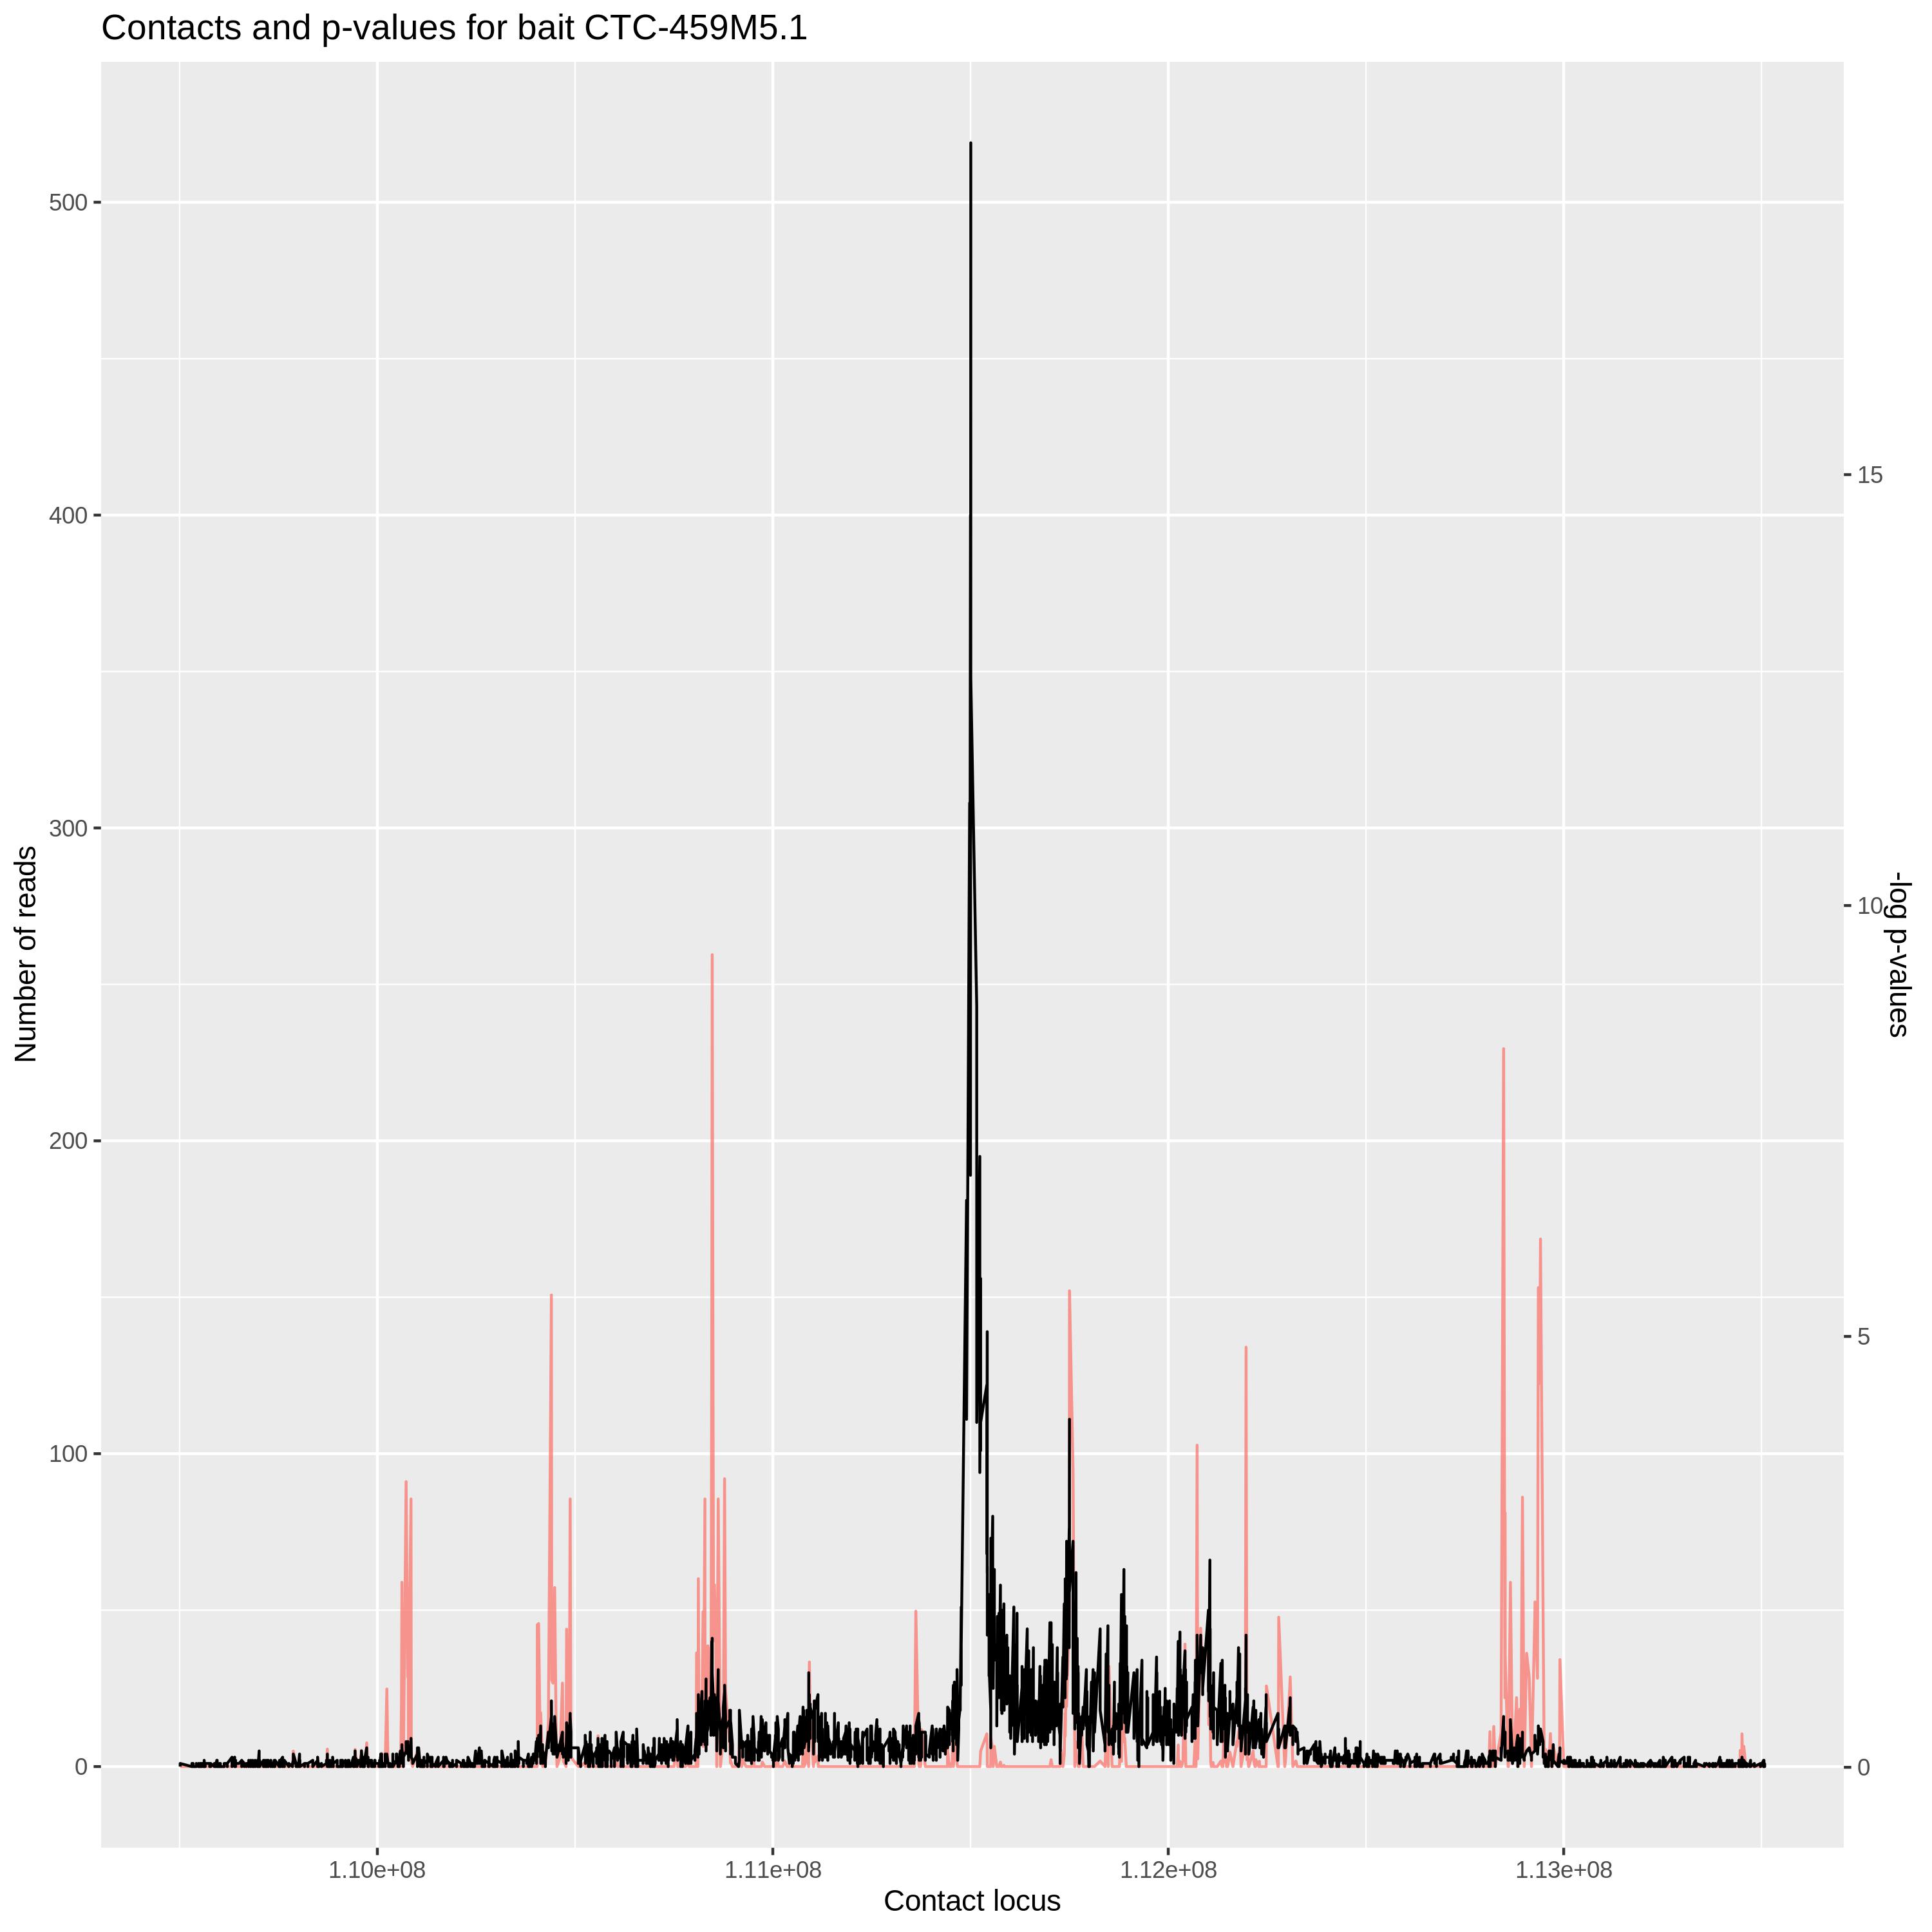 Contacts and p-values for bait CTC-459M5.1
500
400
300
200
100
0
Number of reads
15
10
5
0
-log p-values
1.10e+08 1.11e+08 1.12e+08 1.13e+08
Contact locus